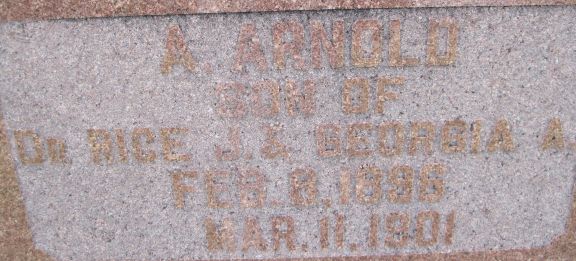 A. ARNOLD
SON OF
DR. RICE J. & GEORGIA A.
FEB. 8, 1896
MAR. 11, 1901